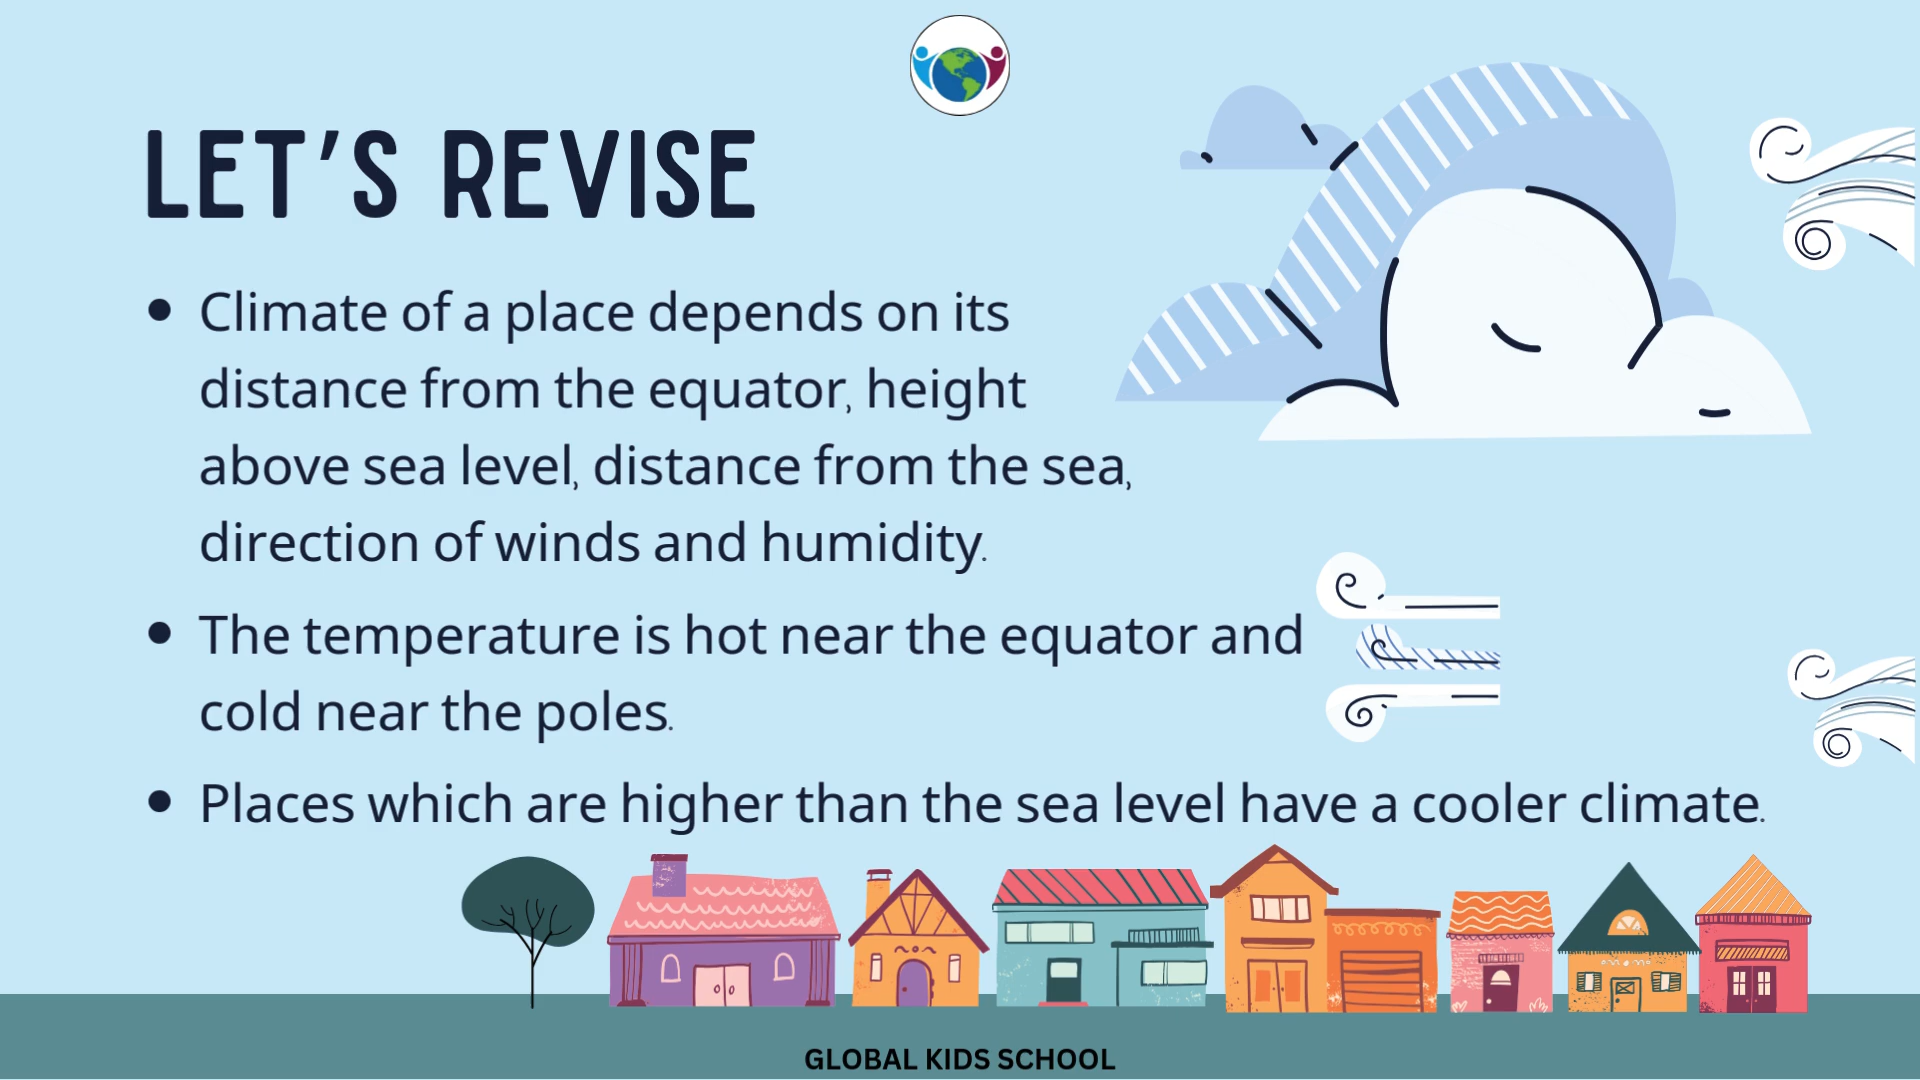 LET'S REVISE
• Climate of a place depends on its
distance from the equator, height
above sea level, distance from the sea,
direction of winds and humidity.
• The temperature is hot near the equator and
cold near the poles.
• Places which are higher than the sea level have a cooler climate.
GLOBAL KIDS SCHOOL